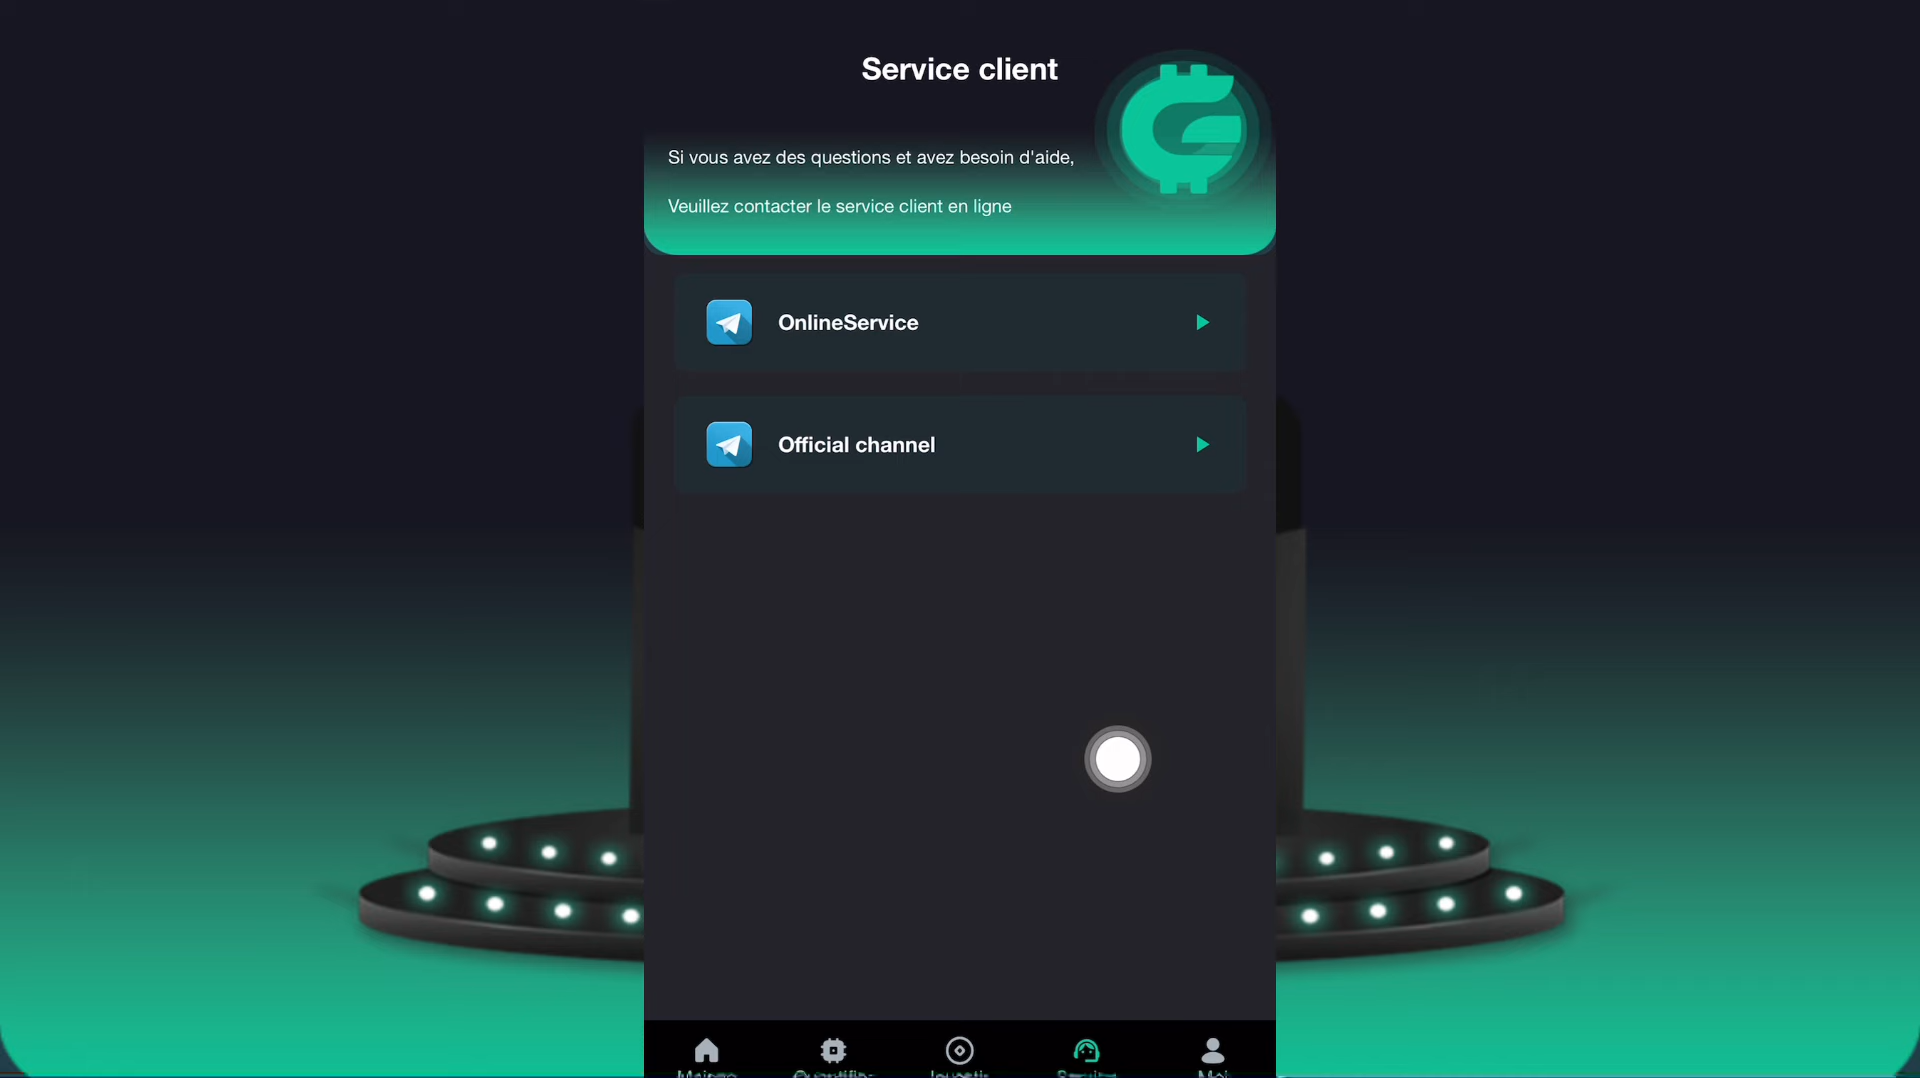 Service client
Si vous avez des questions et avez besoin d'aide,
Veuillez contacter le service client en ligne
OnlineService
Official channel